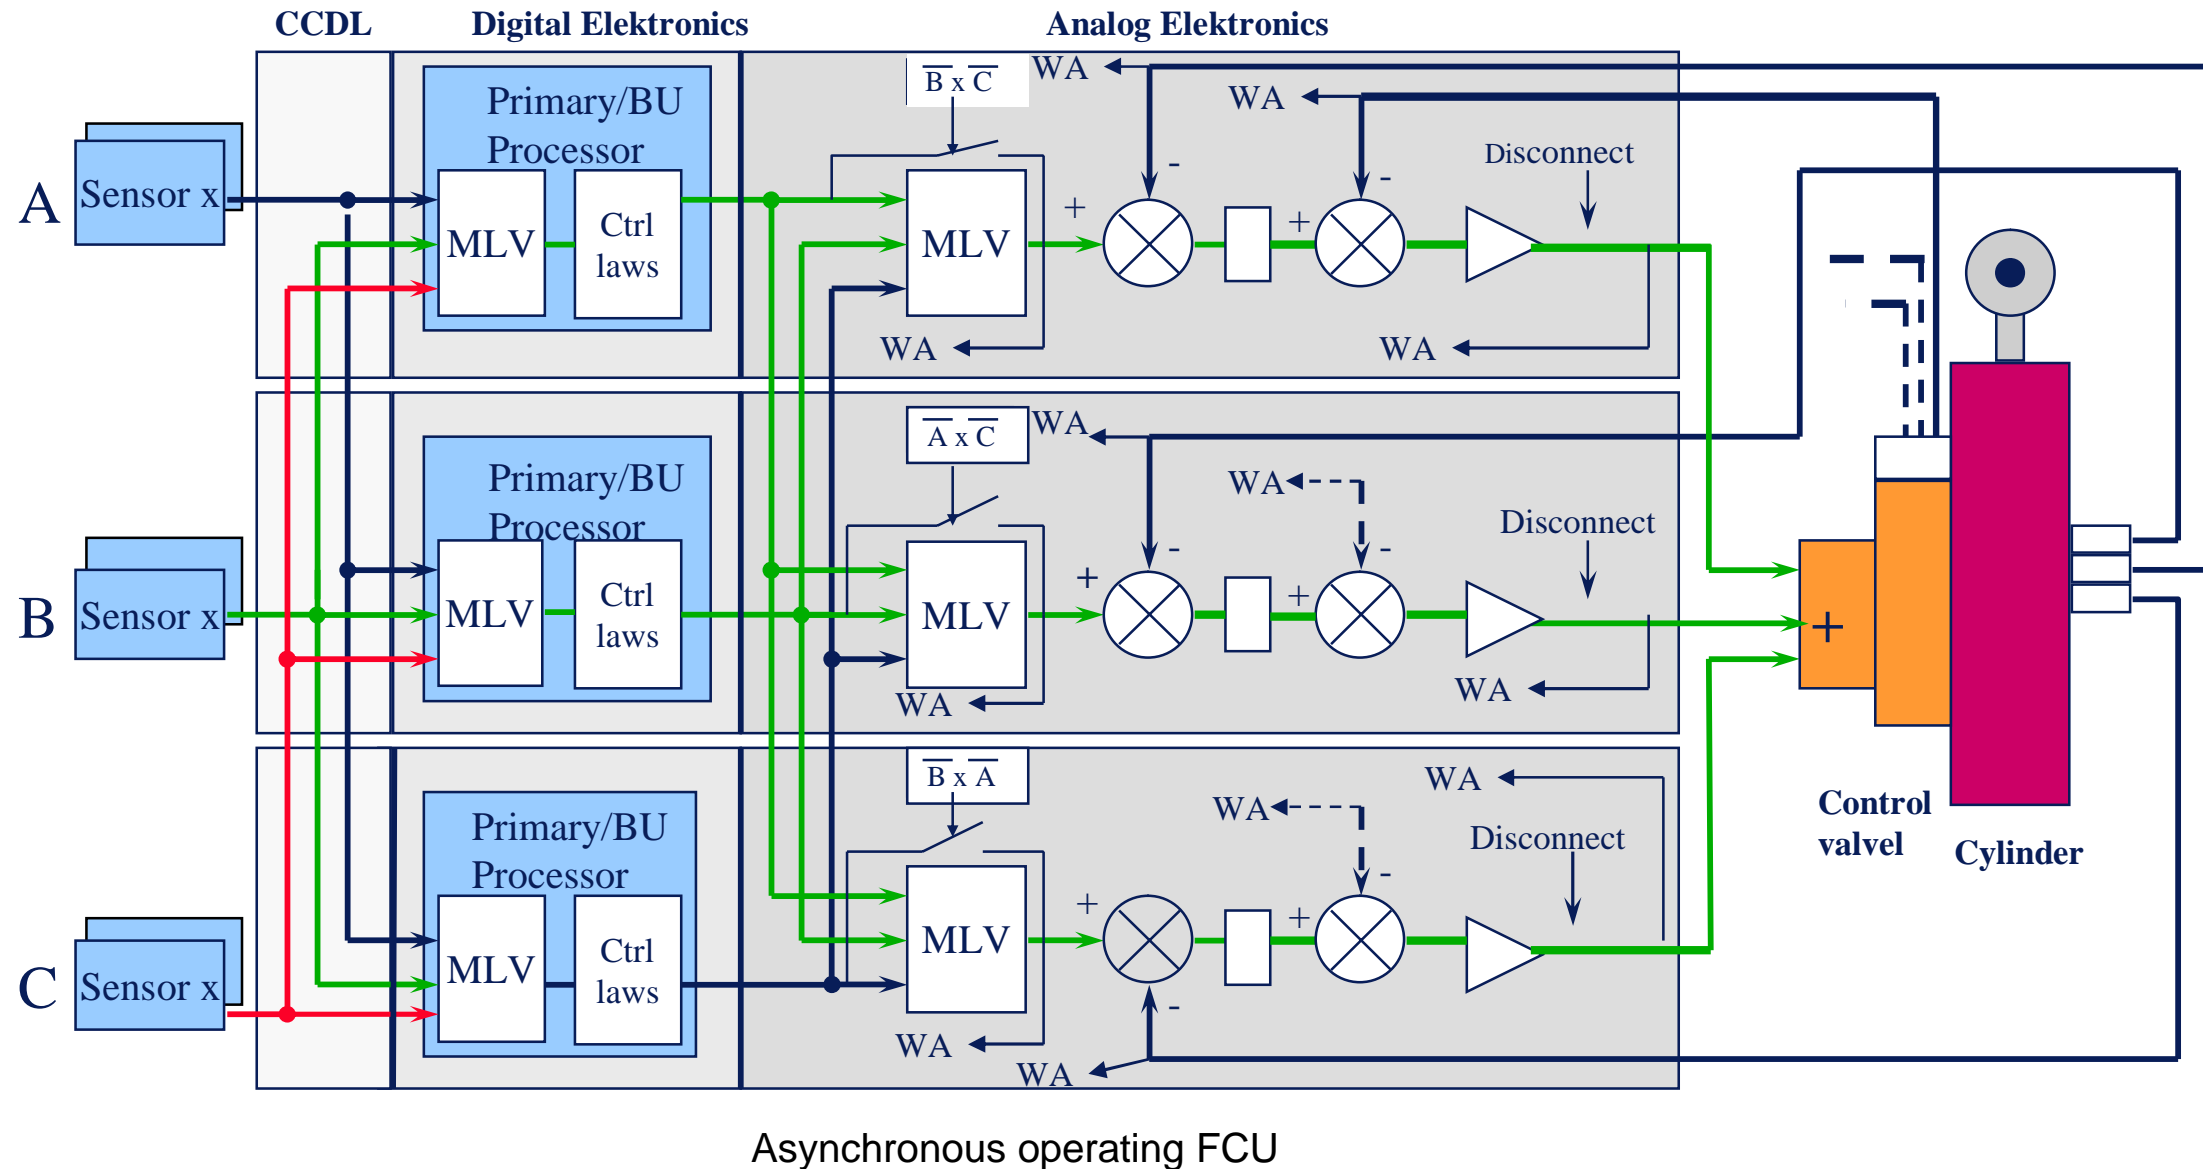 CCDL Digital Elektronics Analog Elektronics
A
Sensor x
Primary/BU
Processor
MLV
Ctrl
laws
B x C
WA
WA
MLV
+
-
+
-
Disconnect
WA
WA
B
Sensor x
Primary/BU
Processor
MLV
Ctrl
laws
A x C
WA
WA
MLV
+
-
+
-
Disconnect
WA
WA
+
C
Sensor x
Primary/BU
Processor
MLV
Ctrl
laws
B x A
WA
WA
MLV
+
-
+
-
Disconnect
WA
WA
Control
valvel
Cylinder
Asynchronous operating FCU